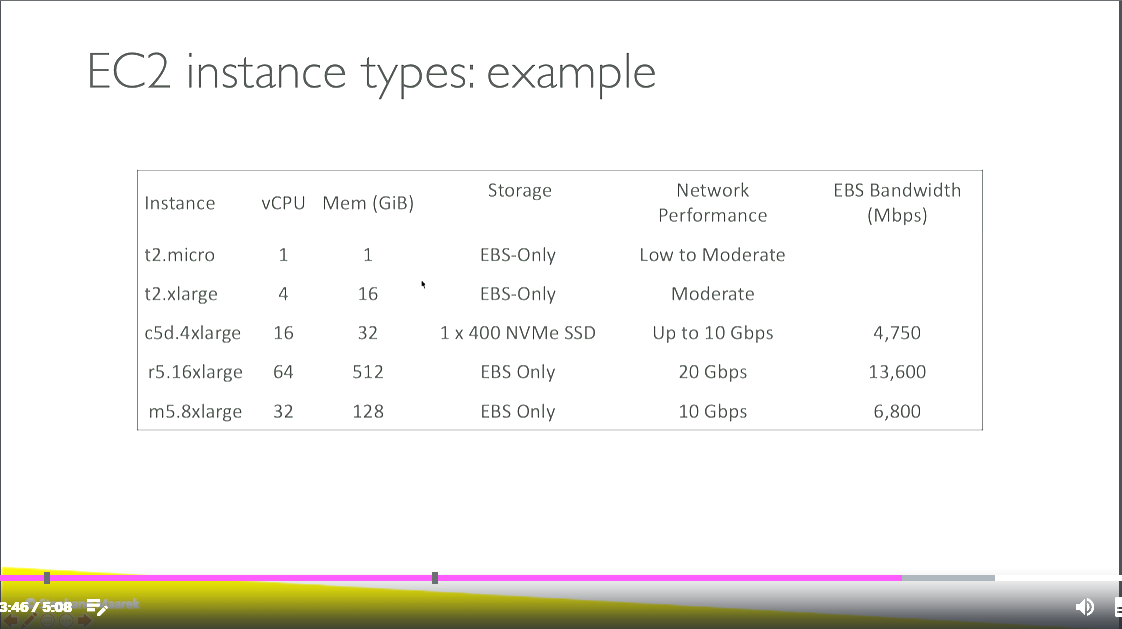 EC2 instance types: example
Instance vCPU Mem (GiB) Storage Network Performance EBS Bandwidth (Mbps)
t2.micro 1 1 EBS-Only Low to Moderate
t2.xlarge 4 16 EBS-Only Moderate
c5d.4xlarge 16 32 1 x 400 NVMe SSD Up to 10 Gbps 4,750
r5.16xlarge 64 512 EBS Only 20 Gbps 13,600
m5.8xlarge 32 128 EBS Only 10 Gbps 6,800
3:46 / 5:08